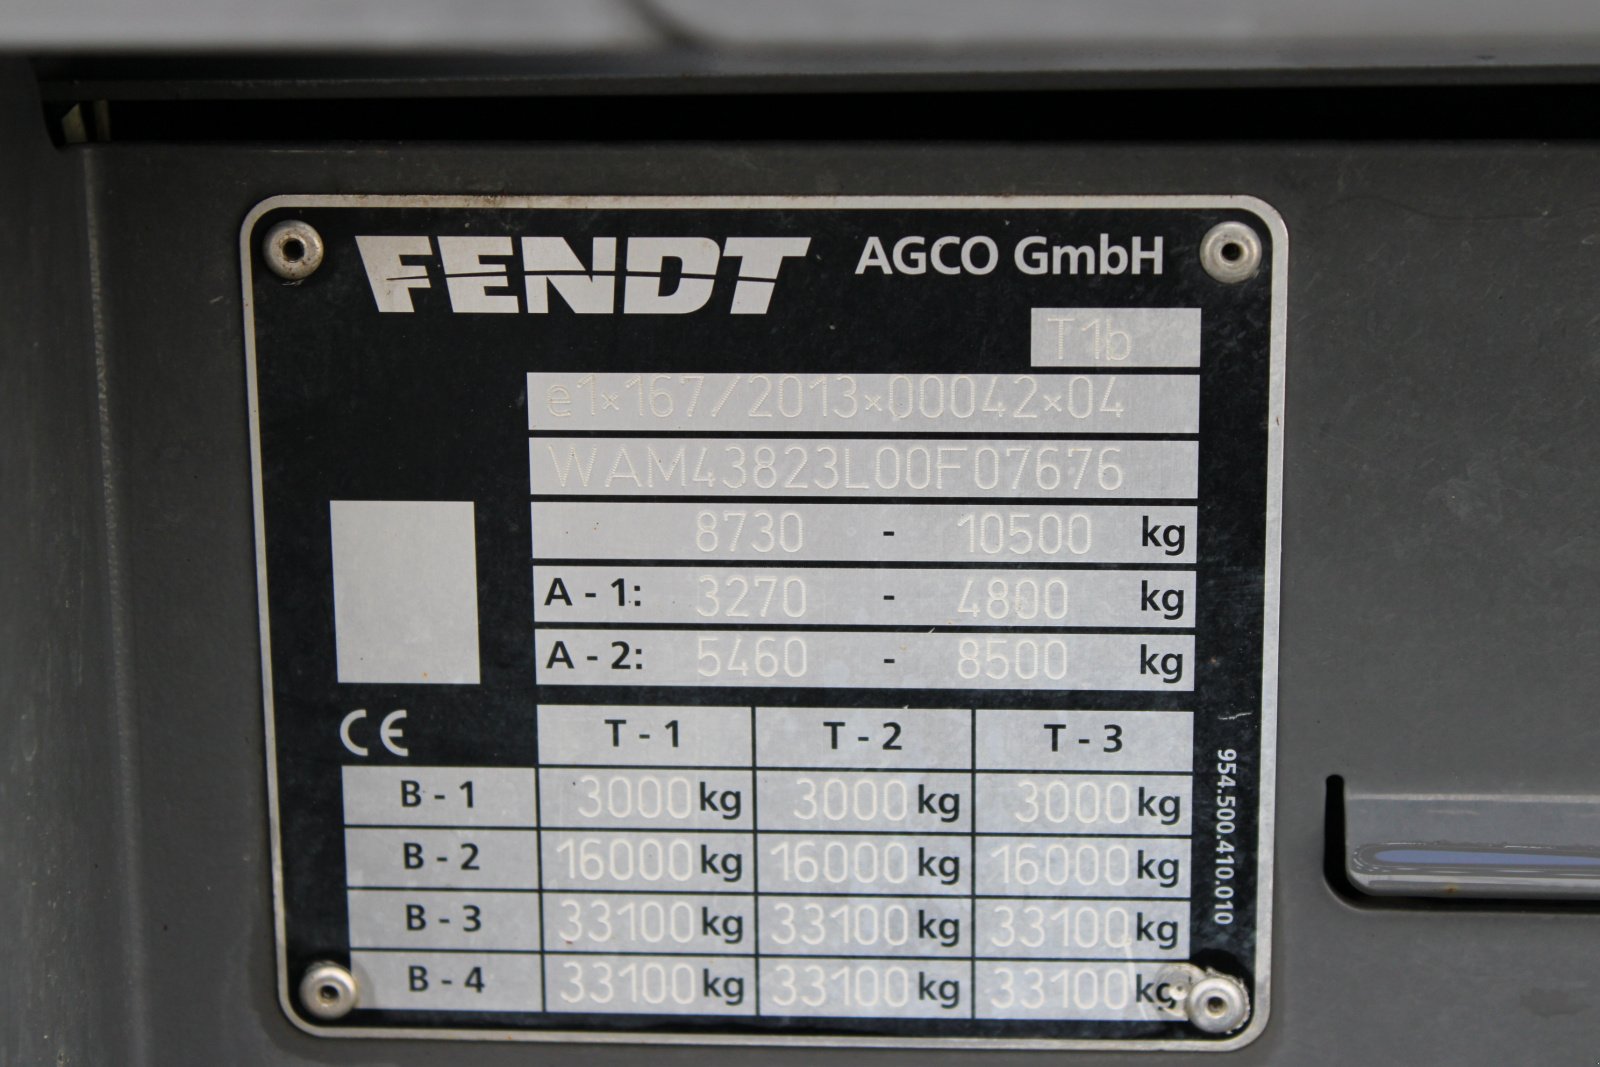 FENDT AGCO GmbH
T1b
e1×167/2013×00042×04
WAM43823L00F07676
8730 - 10500 kg
A - 1: 3270 - 4800 kg
A - 2: 5460 - 8500 kg
CE T - 1 T - 2 T - 3
B - 1 3000 kg 3000 kg 3000 kg
B - 2 16000 kg 16000 kg 16000 kg
B - 3 33100 kg 33100 kg 33100 kg
B - 4 33100 kg 33100 kg 33100 kg
954.500.410.010